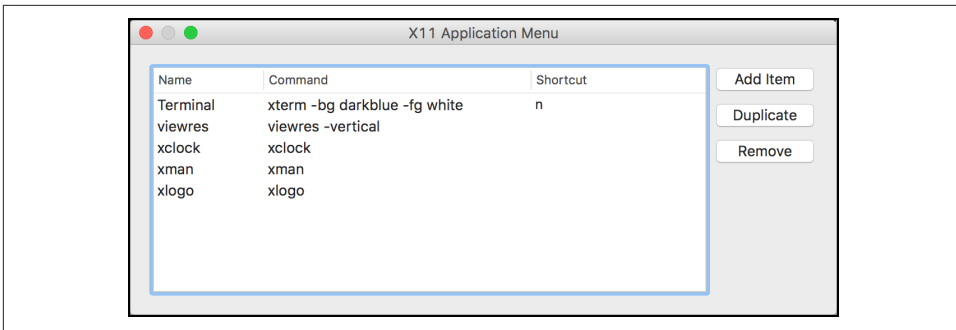 X11 Application Menu
Name Command Shortcut Add Item
Terminal xterm -bg darkblue -fg white n
viewres viewres -vertical Duplicate
xclock xclock Remove
xman xman
xlogo xlogo